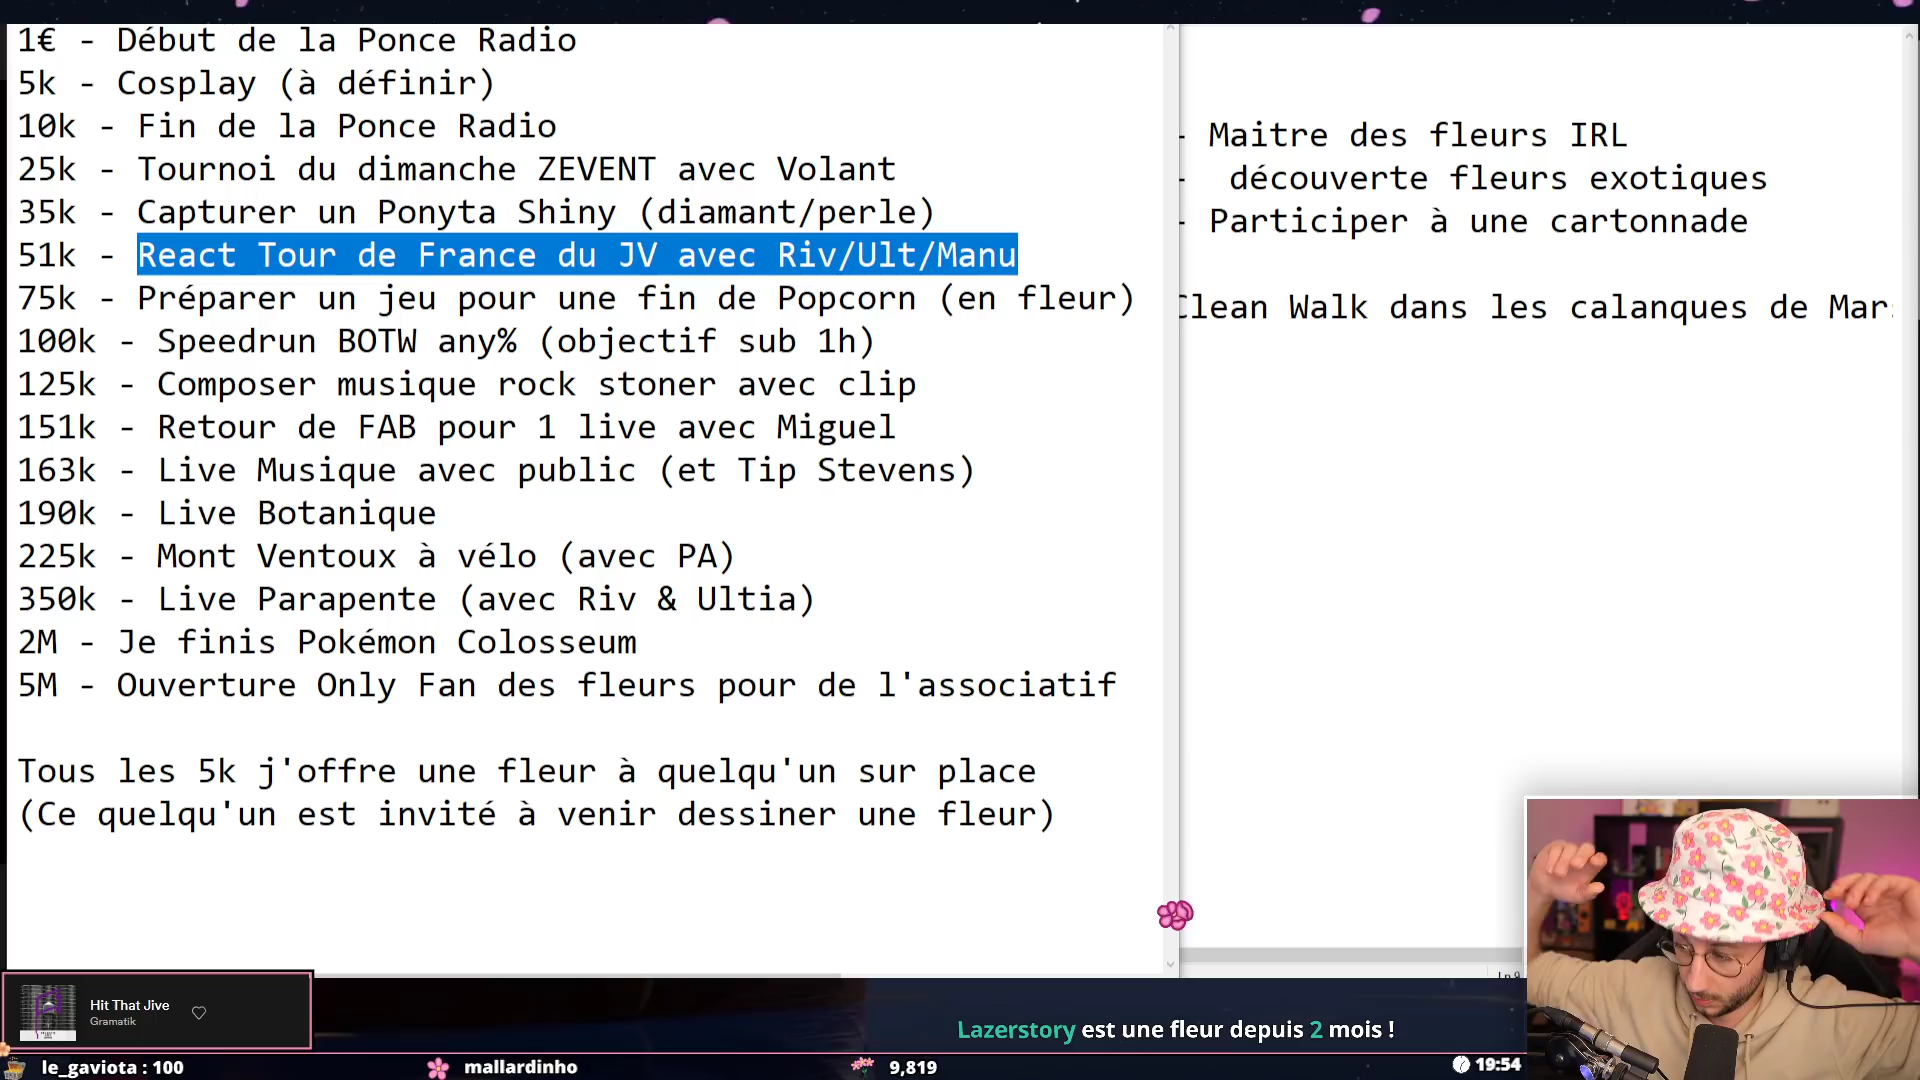 1€ - Début de la Ponce Radio
5k - Cosplay (à définir)
10k - Fin de la Ponce Radio
25k - Tournoi du dimanche ZEVENT avec Volant
35k - Capturer un Ponyta Shiny (diamant/perle)
51k - React Tour de France du JV avec Riv/Ult/Manu
75k - Préparer un jeu pour une fin de Popcorn (en fleur)
100k - Speedrun BOTW any% (objectif sub 1h)
125k - Composer musique rock stoner avec clip
151k - Retour de FAB pour 1 live avec Miguel
163k - Live Musique avec public (et Tip Stevens)
190k - Live Botanique
225k - Mont Ventoux à vélo (avec PA)
350k - Live Parapente (avec Riv & Ultia)
2M - Je finis Pokémon Colosseum
5M - Ouverture Only Fan des fleurs pour de l'associatif
Tous les 5k j'offre une fleur à quelqu'un sur place
(Ce quelqu'un est invité à venir dessiner une fleur)
- Maitre des fleurs IRL
- découverte fleurs exotiques
- Participer à une cartonnade
Clean Walk dans les calanques de Mar
Hit That Jive
Gramatik
Lazerstory est une fleur depuis 2 mois !
le_gaviota : 100
mallardinho
9,819
19:54